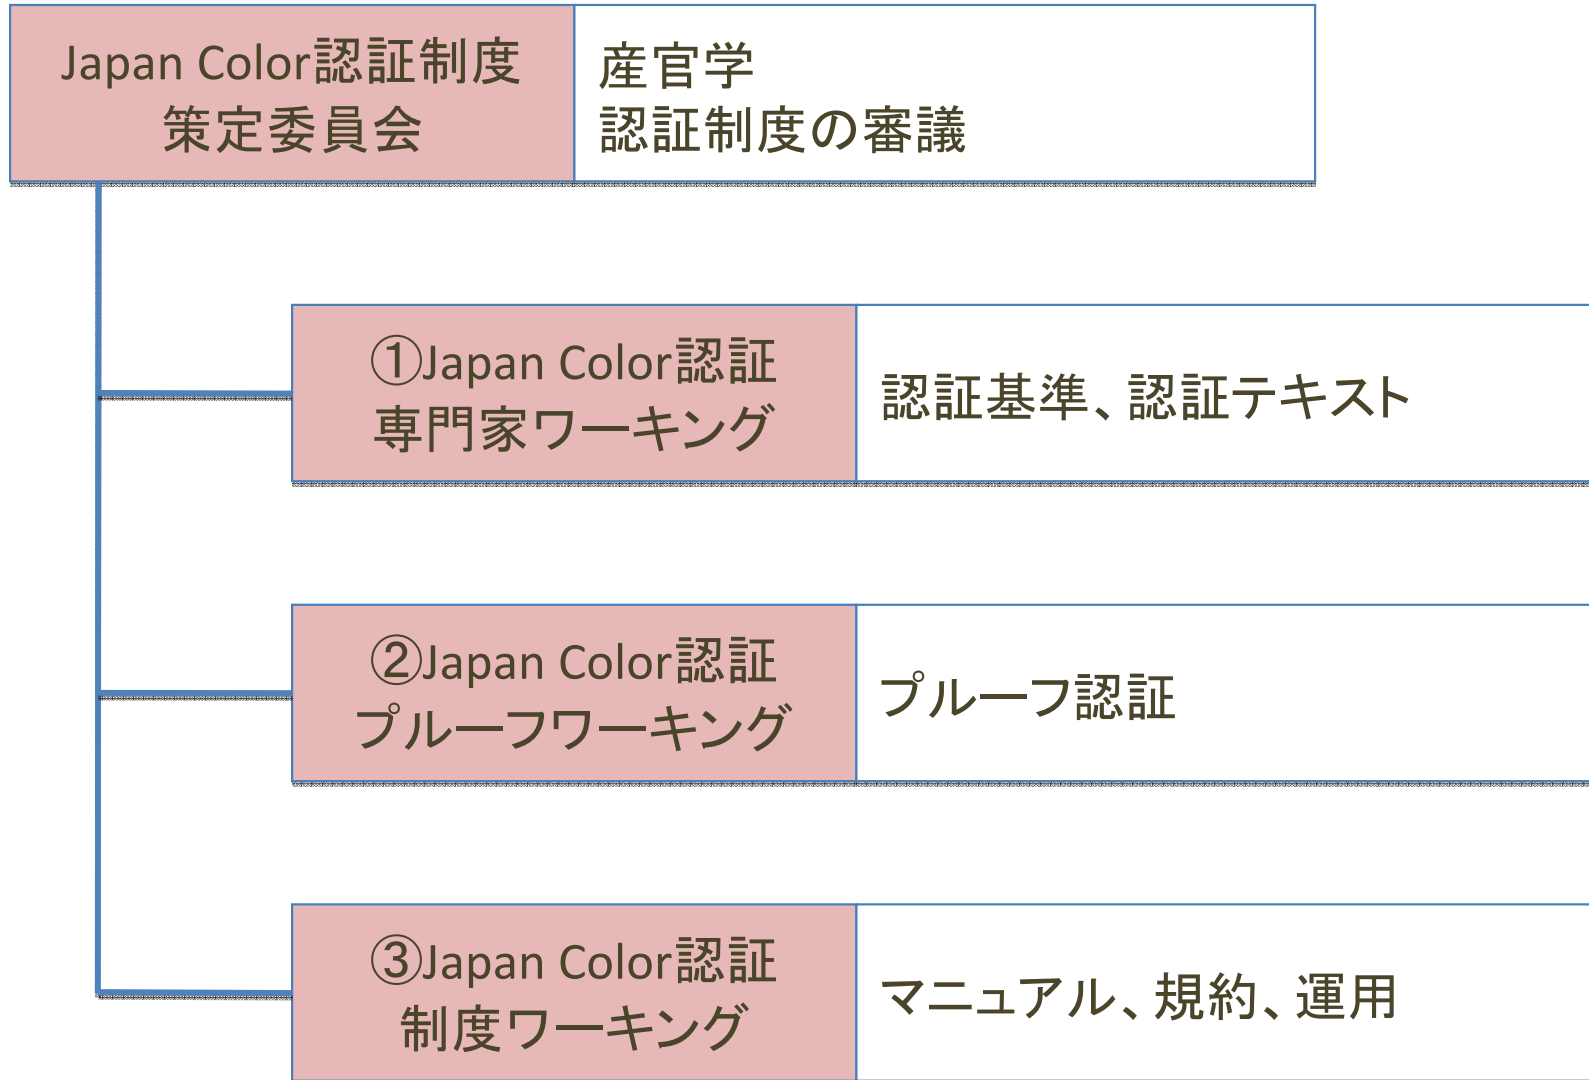 Japan Color認証制度
策定委員会
産官学
認証制度の審議
①Japan Color認証
専門家ワーキング
認証基準、認証テキスト
②Japan Color認証
プルーフワーキング
プルーフ認証
③Japan Color認証
制度ワーキング
マニュアル、規約、運用